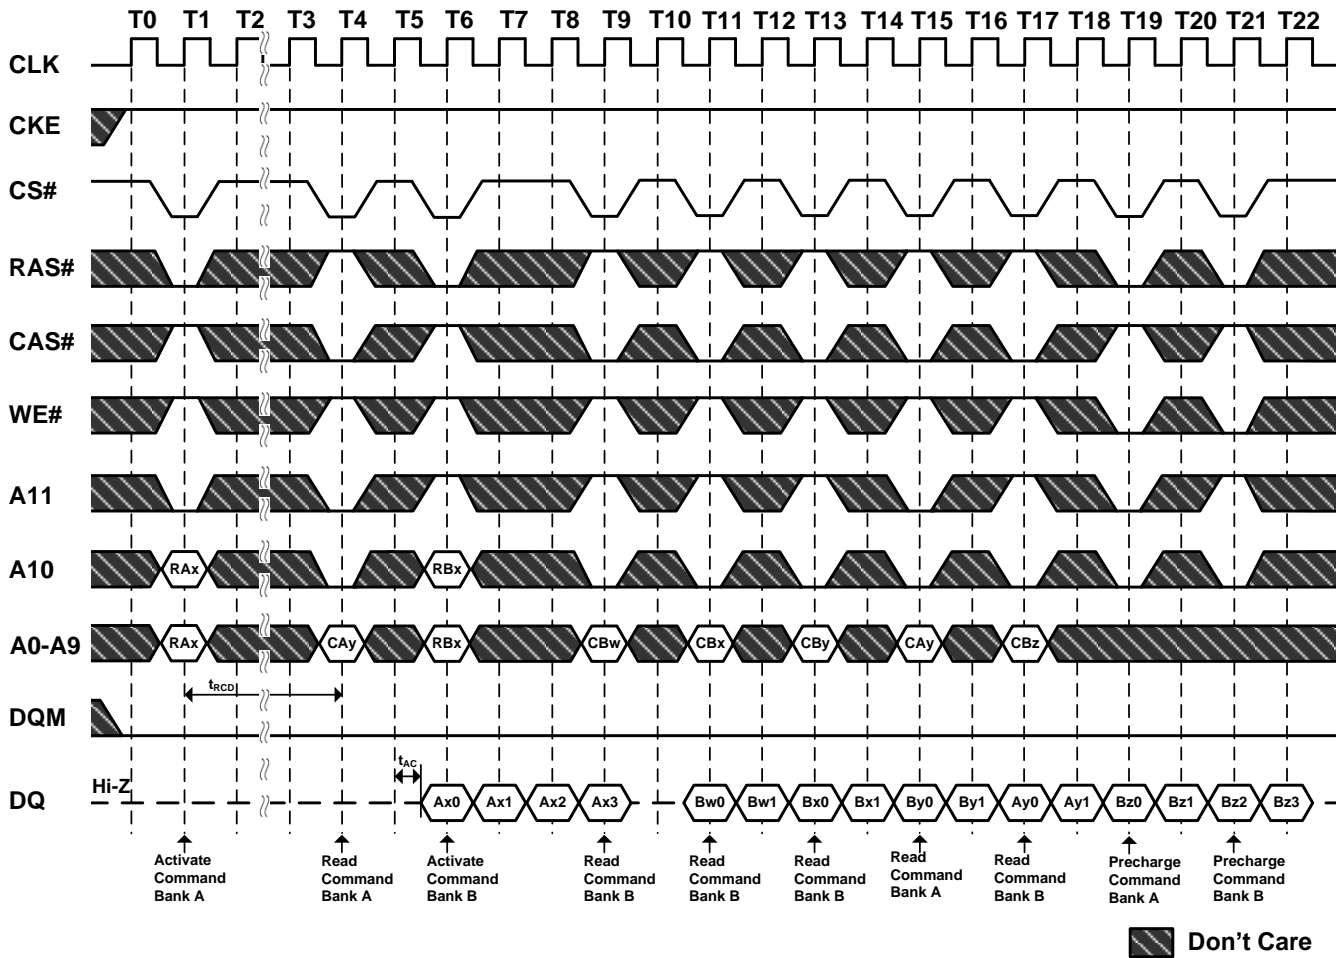 T0 T1 T2 T3 T4 T5 T6 T7 T8 T9 T10 T11 T12 T13 T14 T15 T16 T17 T18 T19 T20 T21 T22
CLK
CKE
CS#
RAS#
CAS#
WE#
A11
A10 RAx RBx
A0-A9 RAx CAy RBx CBw CBx CBy CAy CBz
tRCD
DQM
tAC
Hi-Z
DQ Ax0 Ax1 Ax2 Ax3 Bw0 Bw1 Bx0 Bx1 By0 By1 Ay0 Ay1 Bz0 Bz1 Bz2 Bz3
Activate
Command
Bank A
Read
Command
Bank A
Activate
Command
Bank B
Read
Command
Bank B
Read
Command
Bank B
Read
Command
Bank B
Read
Command
Bank A
Read
Command
Bank B
Precharge
Command
Bank A
Precharge
Command
Bank B
Don't Care